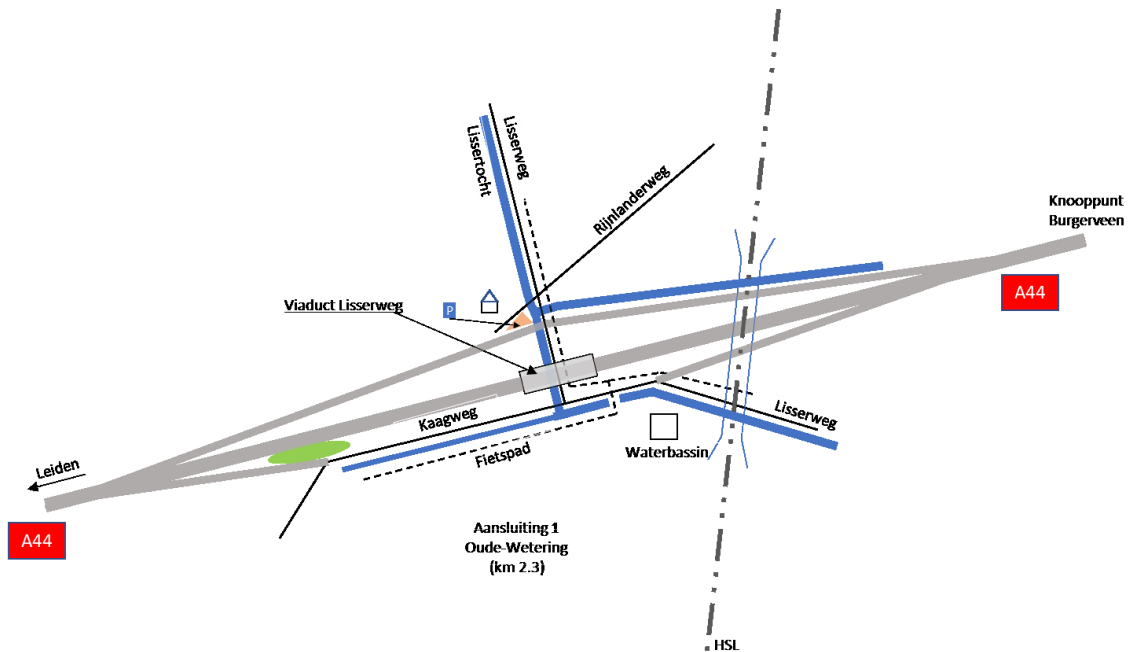 Lisserweg
Lissertocht
Rijnlanderweg
Knooppunt
Burgerveen
A44
P
Viaduct Lisserweg
Kaagweg
Lisserweg
Fietspad
Waterbassin
Leiden
A44
Aansluiting 1
Oude-Wetering
(km 2.3)
HSL